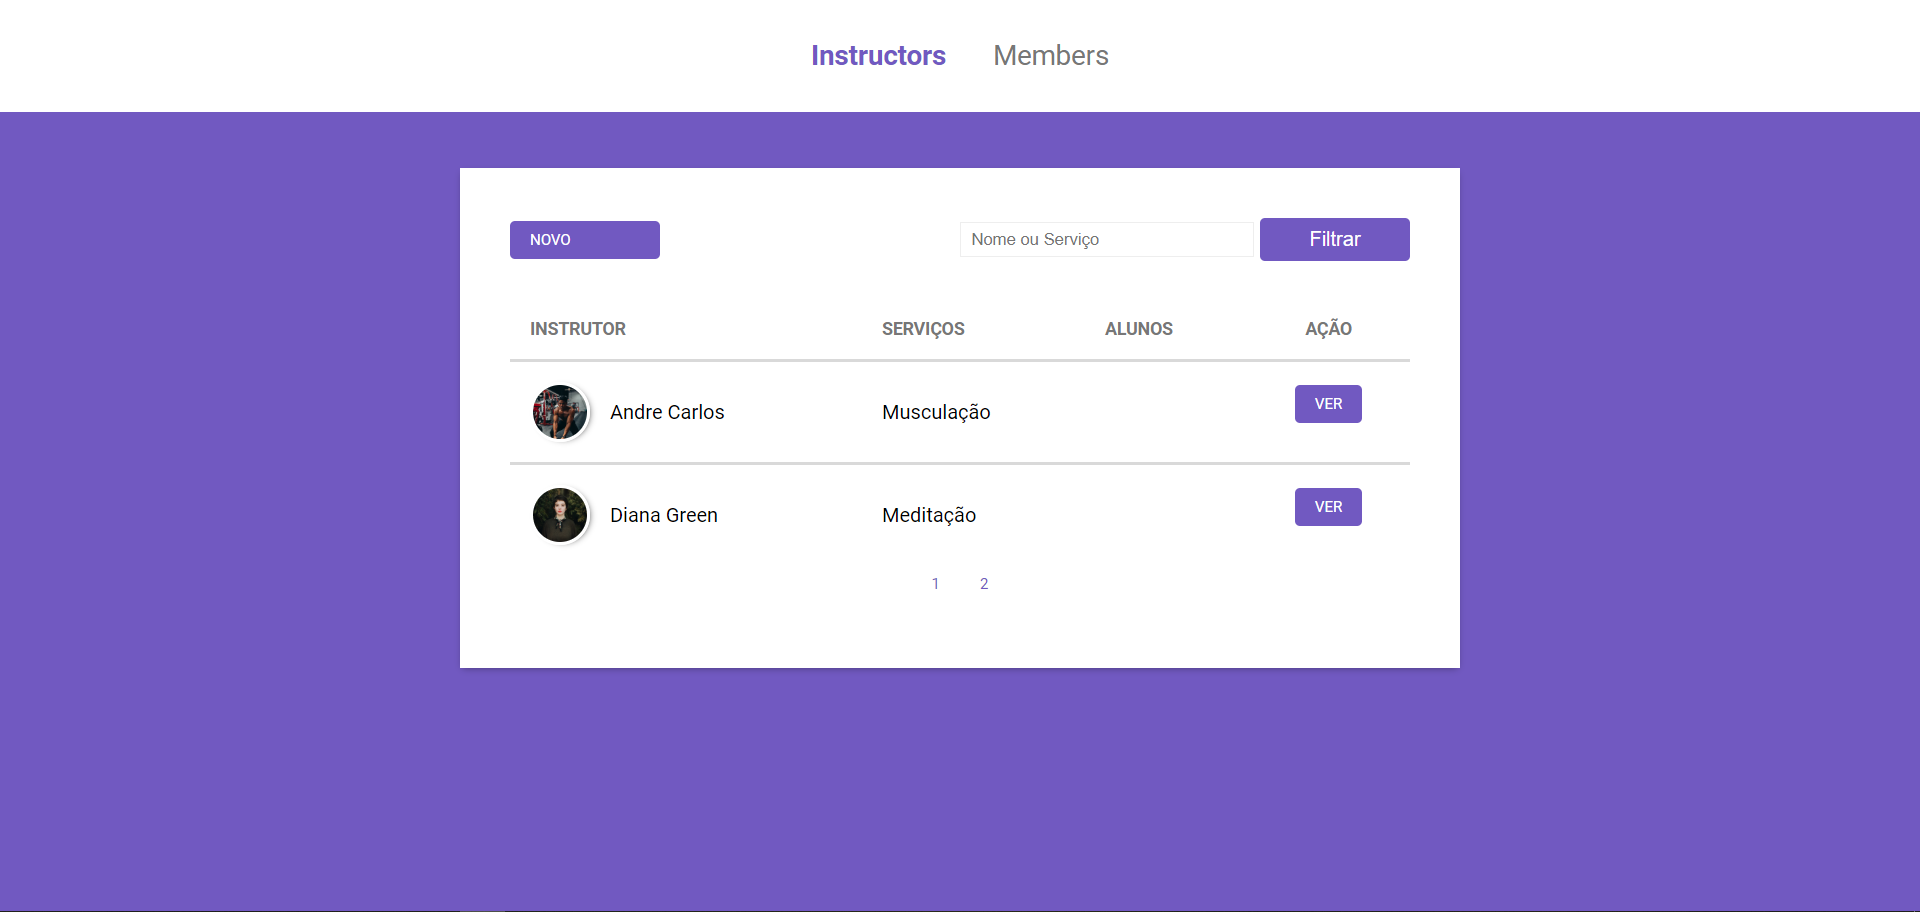 Instructors Members
NOVO Nome ou Serviço Filtrar
INSTRUTOR SERVIÇOS ALUNOS AÇÃO
Andre Carlos Musculação VER
Diana Green Meditação VER
1 2